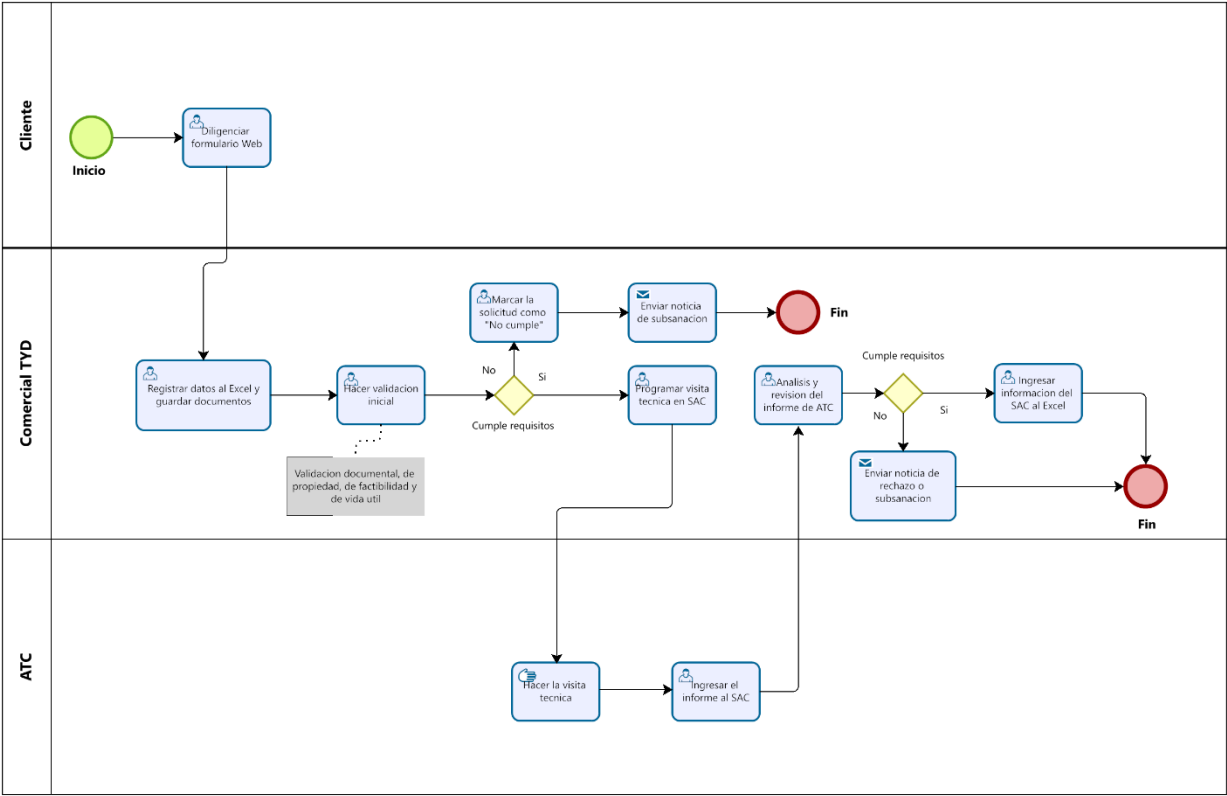 Cliente
Inicio
Diligenciar
formulario Web
Comercial TYD
Registrar datos al Excel y
guardar documentos
Hacer validacion
inicial
Validacion documental, de
propiedad, de factibilidad y
de vida util
Marcar la
solicitud como
"No cumple"
No
Si
Cumple requisitos
Enviar noticia
de subsanacion
Fin
Programar visita
tecnica en SAC
Analisis y
revision del
informe de ATC
Cumple requisitos
No
Si
Ingresar
informacion del
SAC al Excel
Enviar noticia de
rechazo o
subsanacion
Fin
ATC
Hacer la visita
tecnica
Ingresar el
informe al SAC